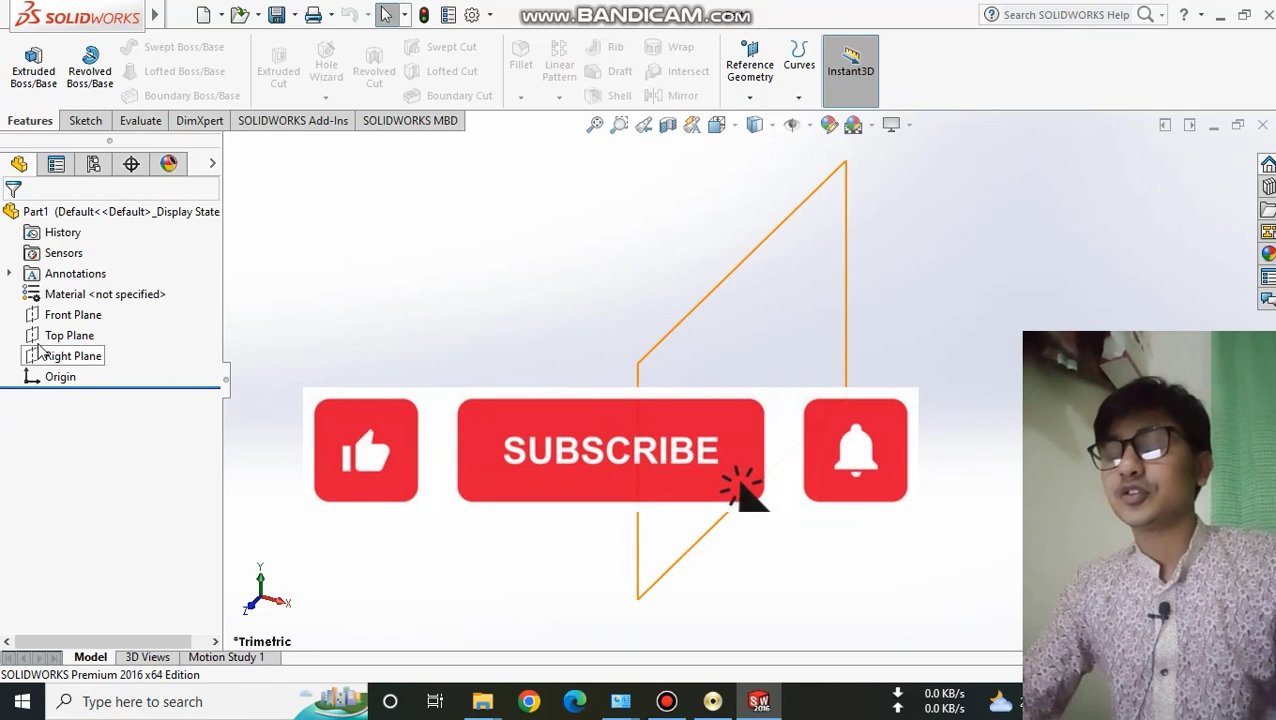 SOLIDWORKS
www.BANDICAM.com
Search SOLIDWORKS Help
Extruded Boss/Base
Revolved Boss/Base
Swept Boss/Base
Lofted Boss/Base
Boundary Boss/Base
Extruded Cut
Hole Wizard
Revolved Cut
Swept Cut
Lofted Cut
Boundary Cut
Fillet
Linear Pattern
Rib
Draft
Shell
Wrap
Intersect
Mirror
Reference Geometry
Curves
Instant3D
Features
Sketch
Evaluate
DimXpert
SOLIDWORKS Add-Ins
SOLIDWORKS MBD
Part1 (Default<<Default>_Display State
History
Sensors
Annotations
Material <not specified>
Front Plane
Top Plane
Right Plane
Origin
SUBSCRIBE
Y
X
Z
*Trimetric
Model
3D Views
Motion Study 1
SOLIDWORKS Premium 2016 x64 Edition
Type here to search
SW
2016
0.0 KB/s
0.0 KB/s